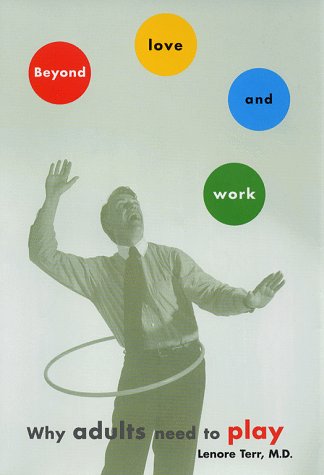 Beyond
love
and
work
Why adults need to play
Lenore Terr, M.D.